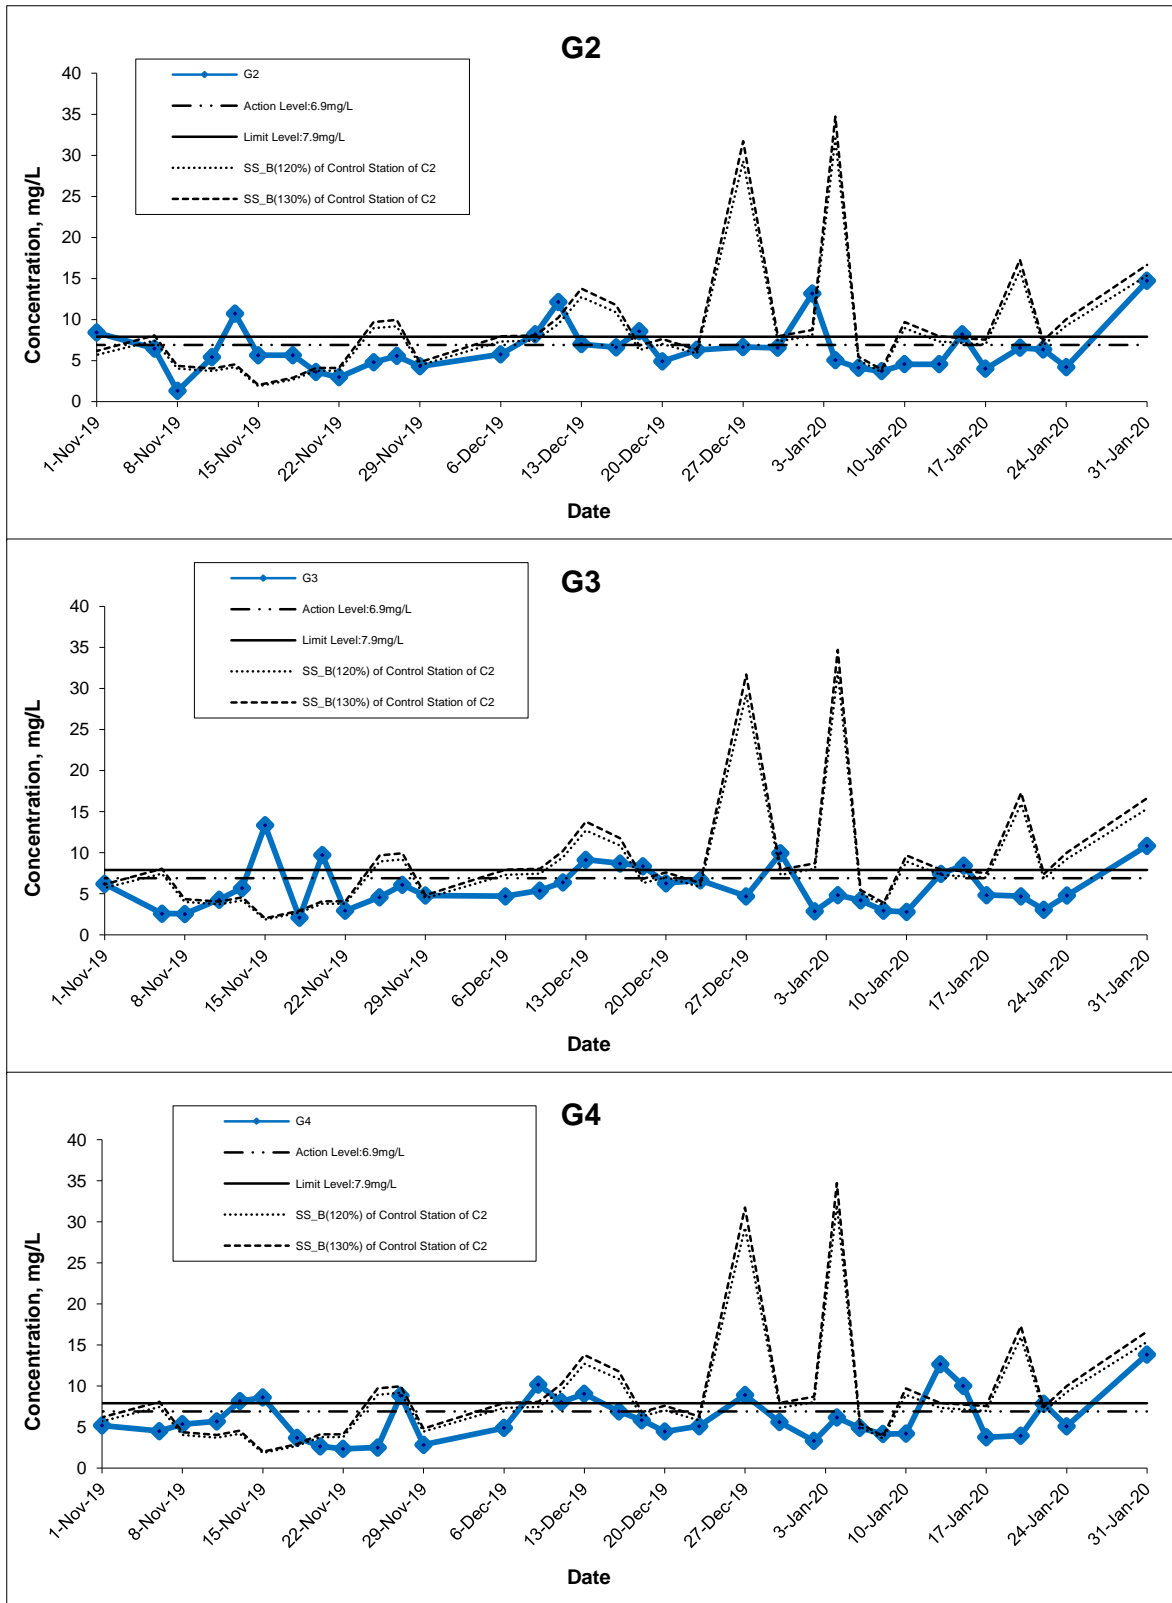 G2
G2
Action Level:6.9mg/L
Limit Level:7.9mg/L
SS_B(120%) of Control Station of C2
SS_B(130%) of Control Station of C2
Concentration, mg/L
40
35
30
25
20
15
10
5
0
1-Nov-19
8-Nov-19
15-Nov-19
22-Nov-19
29-Nov-19
6-Dec-19
13-Dec-19
20-Dec-19
27-Dec-19
3-Jan-20
10-Jan-20
17-Jan-20
24-Jan-20
31-Jan-20
Date
G3
G3
Action Level:6.9mg/L
Limit Level:7.9mg/L
SS_B(120%) of Control Station of C2
SS_B(130%) of Control Station of C2
Concentration, mg/L
40
35
30
25
20
15
10
5
0
1-Nov-19
8-Nov-19
15-Nov-19
22-Nov-19
29-Nov-19
6-Dec-19
13-Dec-19
20-Dec-19
27-Dec-19
3-Jan-20
10-Jan-20
17-Jan-20
24-Jan-20
31-Jan-20
Date
G4
G4
Action Level:6.9mg/L
Limit Level:7.9mg/L
SS_B(120%) of Control Station of C2
SS_B(130%) of Control Station of C2
Concentration, mg/L
40
35
30
25
20
15
10
5
0
1-Nov-19
8-Nov-19
15-Nov-19
22-Nov-19
29-Nov-19
6-Dec-19
13-Dec-19
20-Dec-19
27-Dec-19
3-Jan-20
10-Jan-20
17-Jan-20
24-Jan-20
31-Jan-20
Date